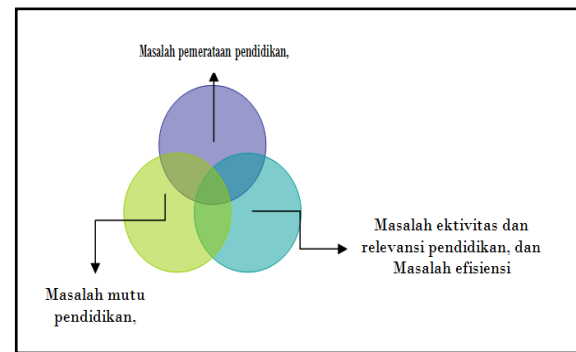 Masalah pemerataan pendidikan,
Masalah ektivitas dan
relevansi pendidikan, dan
Masalah efisiensi
Masalah mutu
pendidikan,